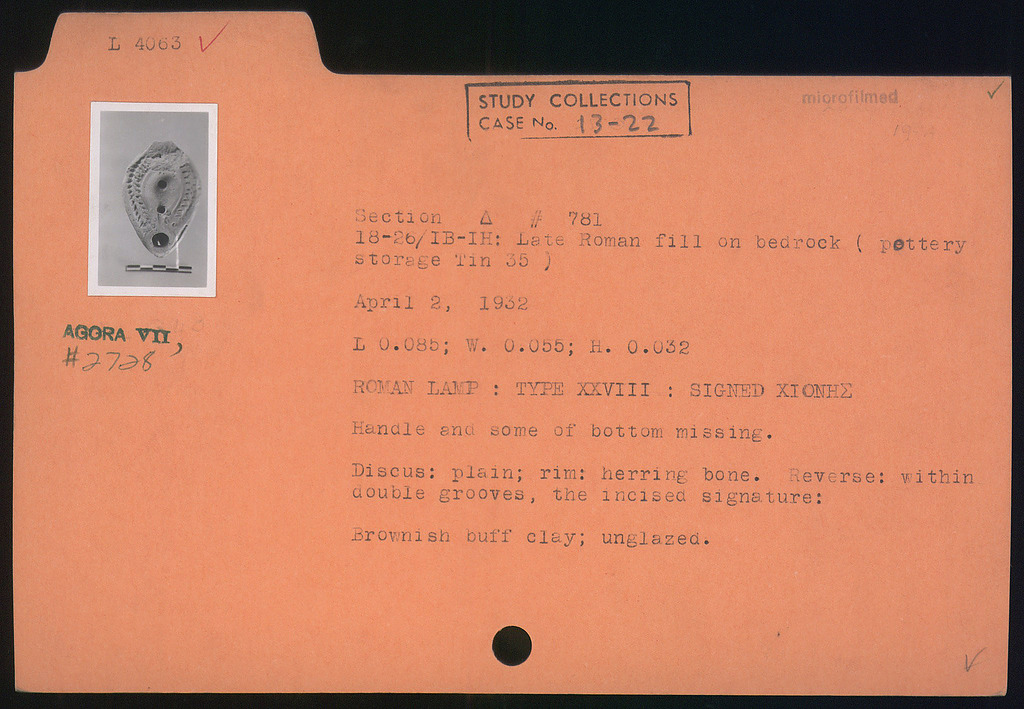 L 4063 ✓
STUDY COLLECTIONS
CASE No. 13-22
microfilmed
Section Δ # 781
18-26/IB-IH: Late Roman fill on bedrock ( pottery
storage Tin 35 )
April 2, 1932
AGORA VII,
#2728
L 0.085; W. 0.055; H. 0.032
ROMAN LAMP : TYPE XXVIII : SIGNED ΧΙΟΝΗΣ
Handle and some of bottom missing.
Discus: plain; rim: herring bone. Reverse: within
double grooves, the incised signature:
Brownish buff clay; unglazed.